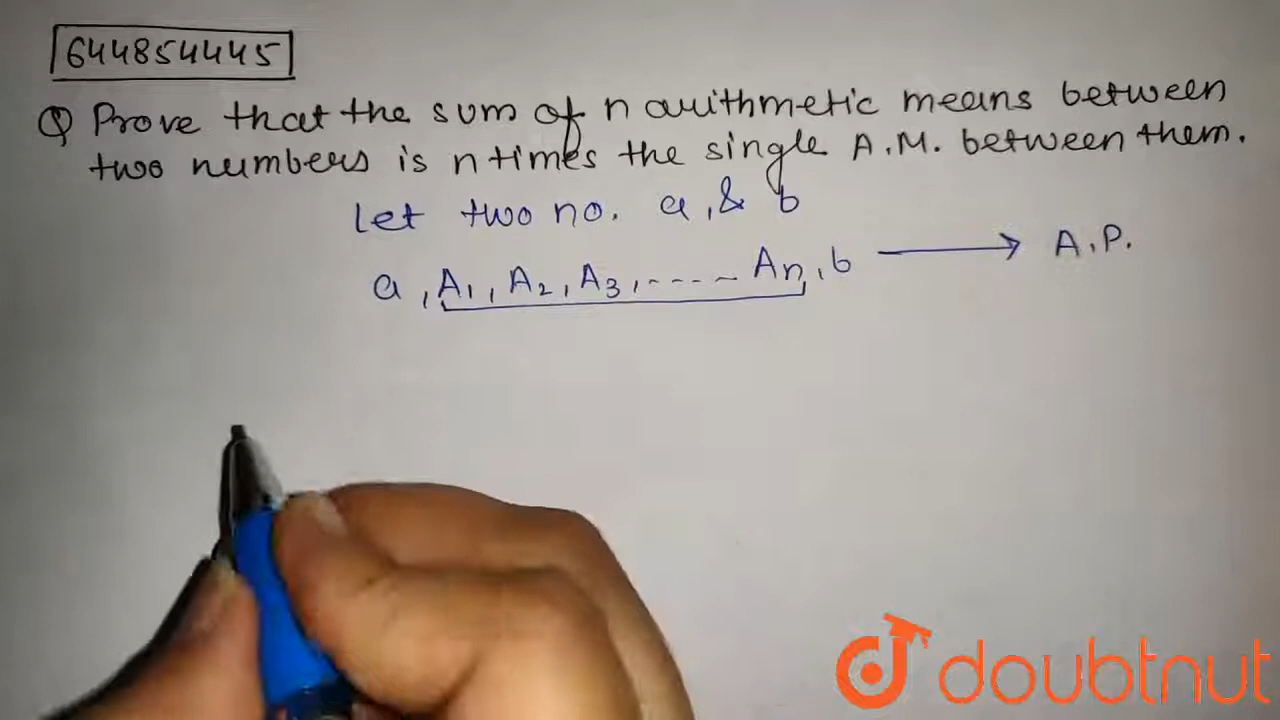 644854445
Q Prove that the sum of n arithmetic means between
two numbers is n times the single A.M. between them.
Let two no. a, & b
a, A1, A2, A3, ----- An, b ⟶ A.P.
doubtnut